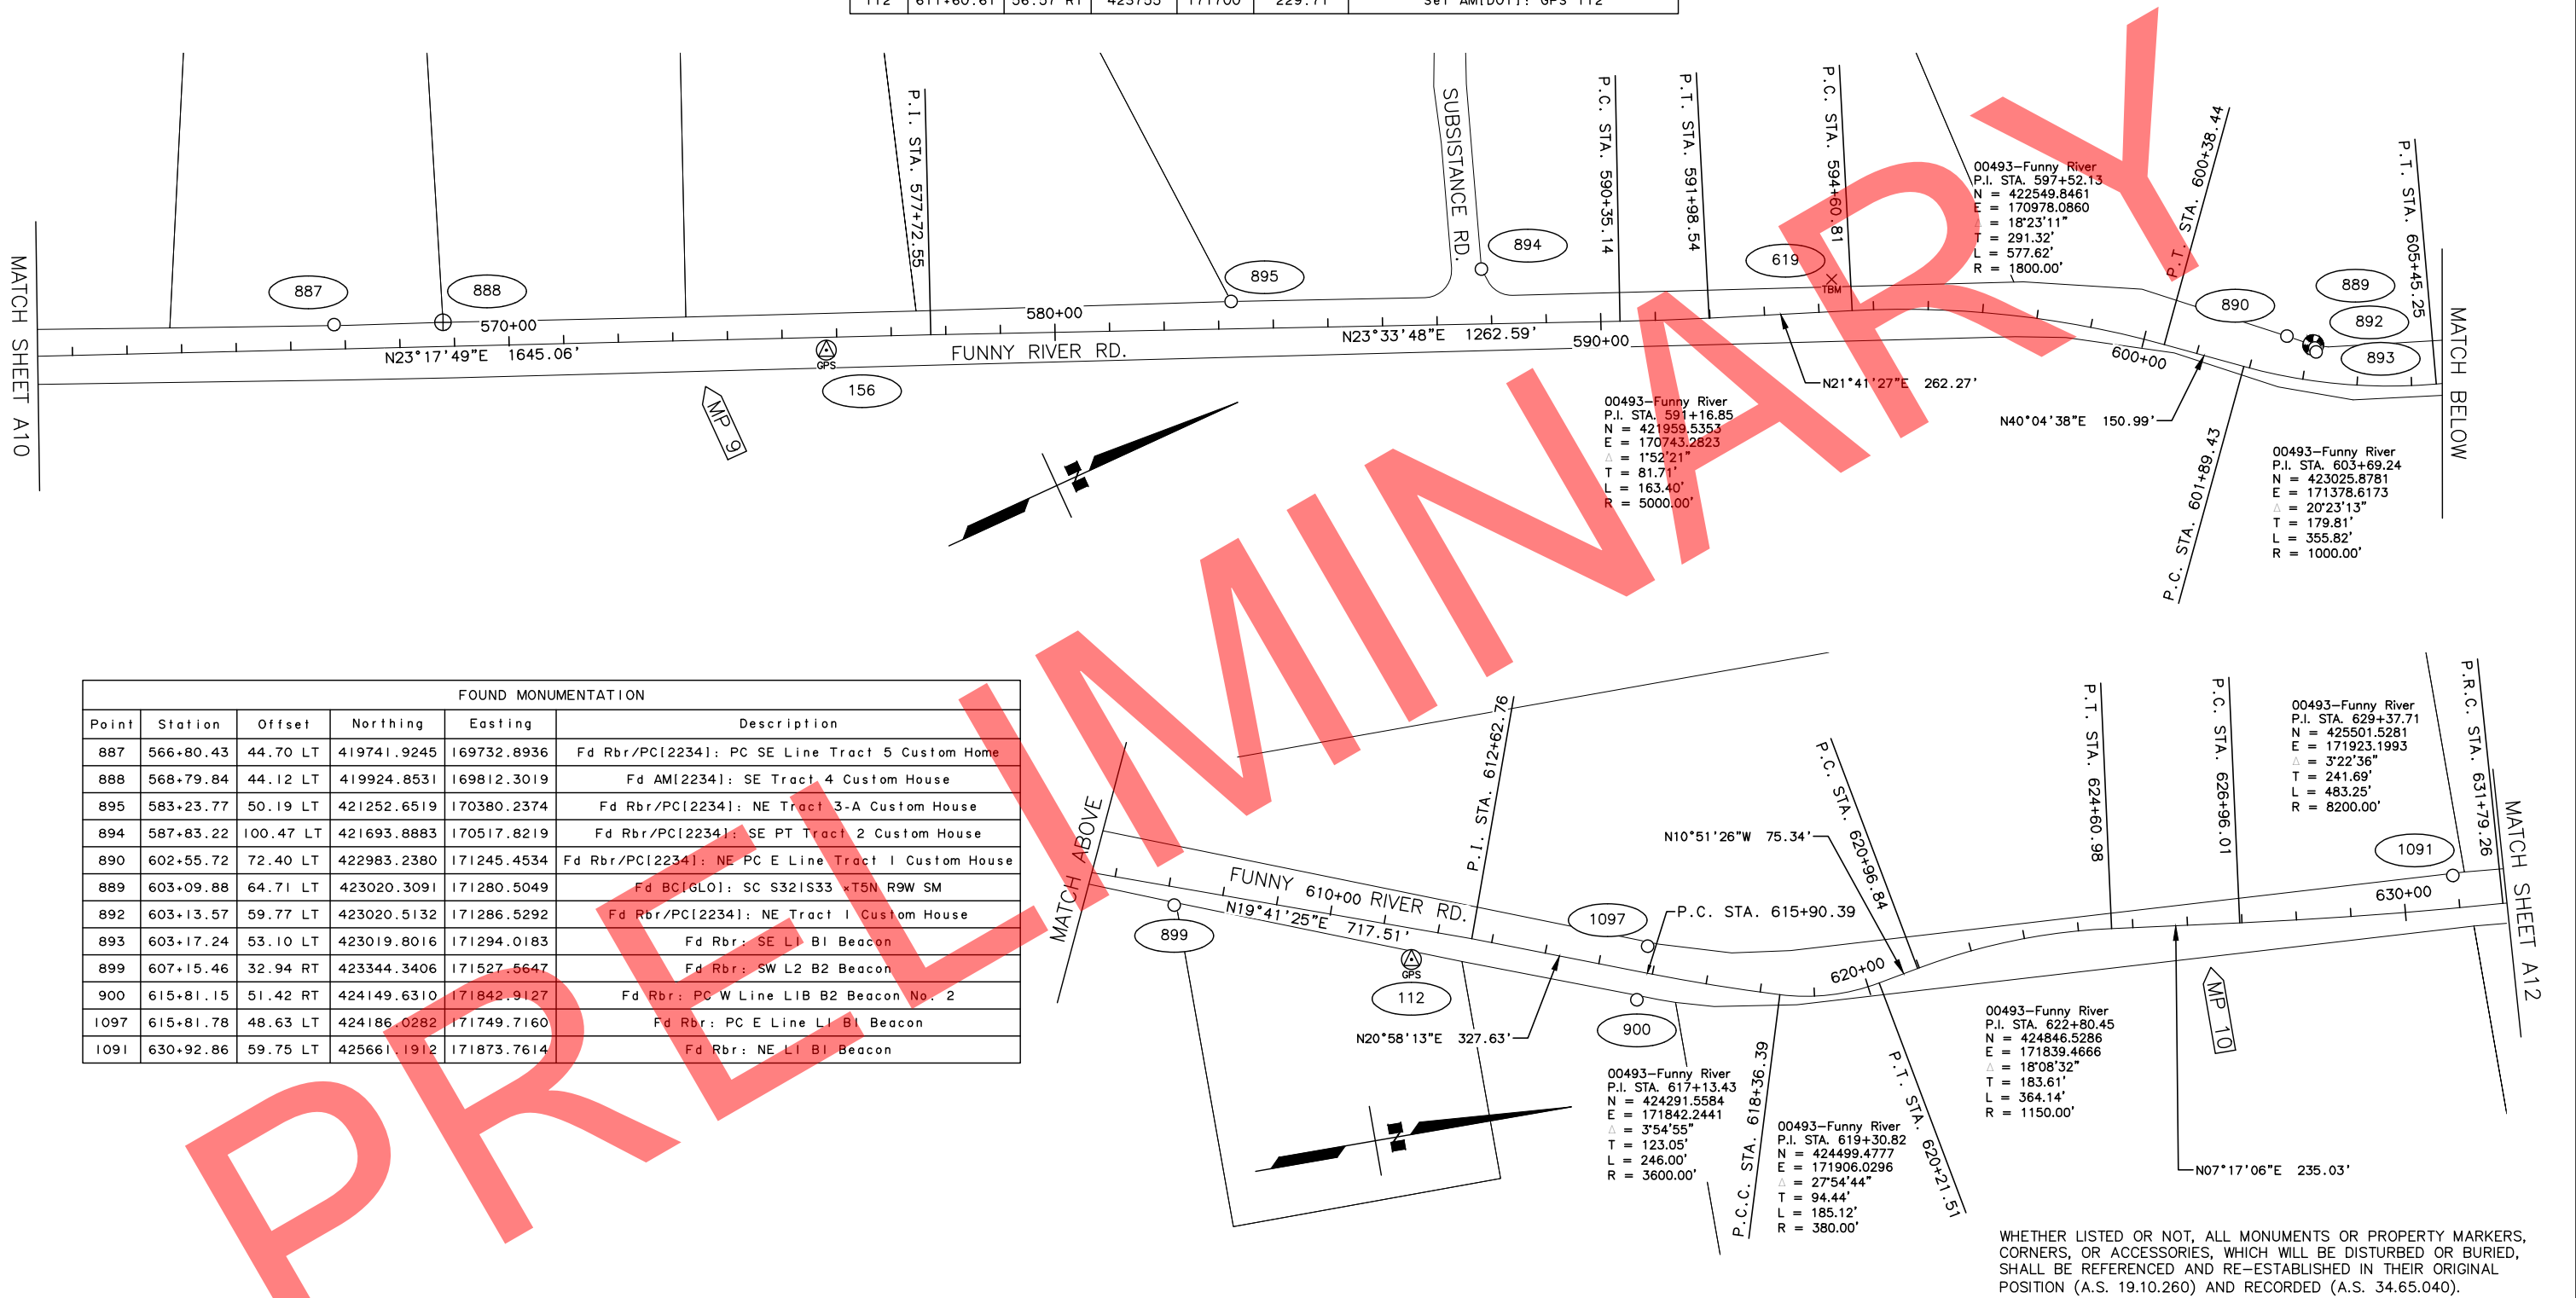 112 611+60.61 56.57 RT 423755 171700 229.71 Set AM[DOT]: GPS 112
MATCH SHEET A10
887
888
570+00
N23°17'49"E 1645.06'
P.I. STA. 577+72.55
GPS
156
MP 9
FUNNY RIVER RD.
580+00
895
SUBSISTANCE RD.
894
N23°33'48"E 1262.59'
P.C. STA. 590+35.14
590+00
P.T. STA. 591+98.54
619
TBM
P.C. STA. 594+60.81
N21°41'27"E 262.27'
00493-Funny River
P.I. STA. 591+16.85
N = 421959.5353
E = 170743.2823
Δ = 1°52'21"
T = 81.71'
L = 163.40'
R = 5000.00'
00493-Funny River
P.I. STA. 597+52.13
N = 422549.8461
E = 170978.0860
Δ = 18°23'11"
T = 291.32'
L = 577.62'
R = 1800.00'
P.T. STA. 600+38.44
600+00
N40°04'38"E 150.99'
P.C. STA. 601+89.43
890
889
892
893
P.T. STA. 605+45.25
MATCH BELOW
00493-Funny River
P.I. STA. 603+69.24
N = 423025.8781
E = 171378.6173
Δ = 20°23'13"
T = 179.81'
L = 355.82'
R = 1000.00'
PRELIMINARY
FOUND MONUMENTATION
Point Station Offset Northing Easting Description
887 566+80.43 44.70 LT 419741.9245 169732.8936 Fd Rbr/PC[2234]: PC SE Line Tract 5 Custom Home
888 568+79.84 44.12 LT 419924.8531 169812.3019 Fd AM[2234]: SE Tract 4 Custom House
895 583+23.77 50.19 LT 421252.6519 170380.2374 Fd Rbr/PC[2234]: NE Tract 3-A Custom House
894 587+83.22 100.47 LT 421693.8883 170517.8219 Fd Rbr/PC[2234]: SE PT Tract 2 Custom House
890 602+55.72 72.40 LT 422983.2380 171245.4534 Fd Rbr/PC[2234]: NE PC E Line Tract 1 Custom House
889 603+09.88 64.71 LT 423020.3091 171280.5049 Fd BC[GLO]: SC S32|S33 xT5N R9W SM
892 603+13.57 59.77 LT 423020.5132 171286.5292 Fd Rbr/PC[2234]: NE Tract 1 Custom House
893 603+17.24 53.10 LT 423019.8016 171294.0183 Fd Rbr: SE L1 B1 Beacon
899 607+15.46 32.94 RT 423344.3406 171527.5647 Fd Rbr: SW L2 B2 Beacon
900 615+81.15 51.42 RT 424149.6310 171842.9127 Fd Rbr: PC W Line L1B B2 Beacon No. 2
1097 615+81.78 48.63 LT 424186.0282 171749.7160 Fd Rbr: PC E Line L1 B1 Beacon
1091 630+92.86 59.75 LT 425661.1912 171873.7614 Fd Rbr: NE L1 B1 Beacon
MATCH ABOVE
899
FUNNY RIVER RD.
610+00
N19°41'25"E 717.51'
GPS
112
P.I. STA. 612+62.76
N20°58'13"E 327.63'
1097
P.C. STA. 615+90.39
900
00493-Funny River
P.I. STA. 617+13.43
N = 424291.5584
E = 171842.2441
Δ = 3°54'55"
T = 123.05'
L = 246.00'
R = 3600.00'
P.C.C. STA. 618+36.39
00493-Funny River
P.I. STA. 619+30.82
N = 424499.4777
E = 171906.0296
Δ = 27°54'44"
T = 94.44'
L = 185.12'
R = 380.00'
N10°51'26"W 75.34'
P.C. STA. 620+96.84
620+00
P.T. STA. 620+21.51
00493-Funny River
P.I. STA. 622+80.45
N = 424846.5286
E = 171839.4666
Δ = 18°08'32"
T = 183.61'
L = 364.14'
R = 1150.00'
P.T. STA. 624+60.98
P.C. STA. 626+96.01
N07°17'06"E 235.03'
MP 10
00493-Funny River
P.I. STA. 629+37.71
N = 425501.5281
E = 171923.1993
Δ = 3°22'36"
T = 241.69'
L = 483.25'
R = 8200.00'
1091
630+00
P.R.C. STA. 631+79.26
MATCH SHEET A12
WHETHER LISTED OR NOT, ALL MONUMENTS OR PROPERTY MARKERS,
CORNERS, OR ACCESSORIES, WHICH WILL BE DISTURBED OR BURIED,
SHALL BE REFERENCED AND RE-ESTABLISHED IN THEIR ORIGINAL
POSITION (A.S. 19.10.260) AND RECORDED (A.S. 34.65.040).